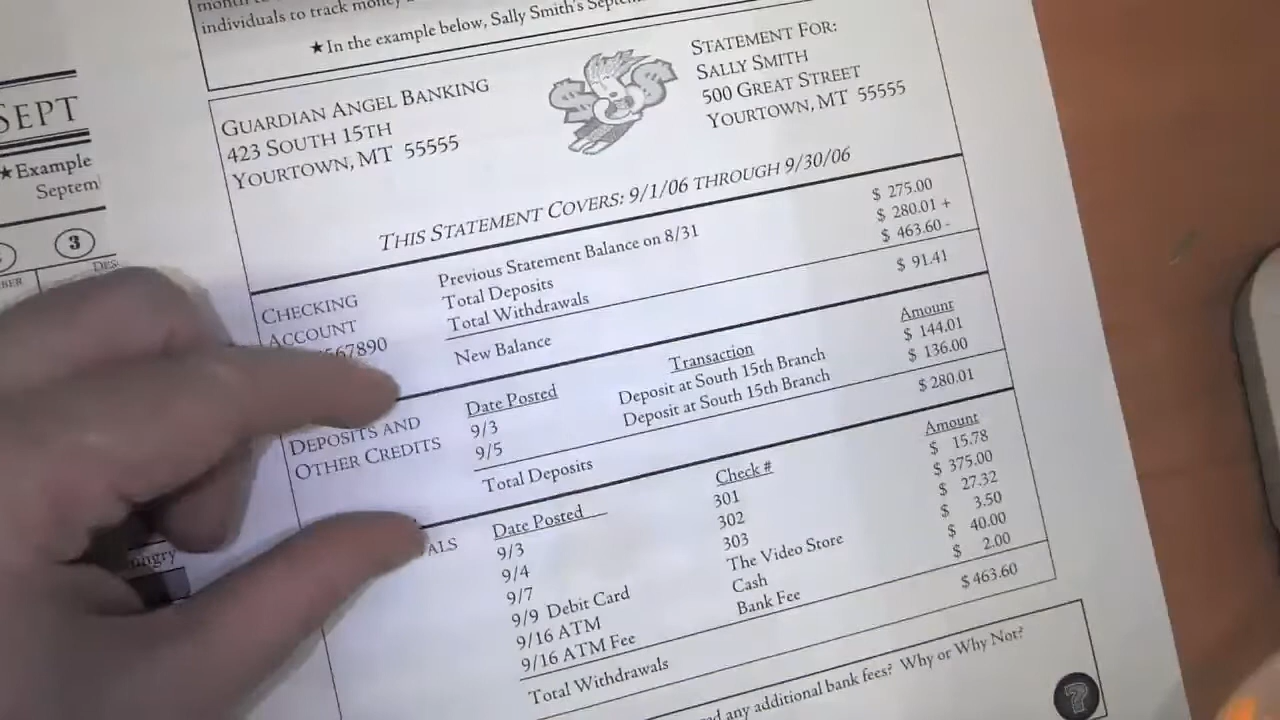 individuals to track money
★In the example below, Sally Smith's
SEPT
★Example
3
GUARDIAN ANGEL BANKING
423 SOUTH 15TH
YOURTOWN, MT 55555
STATEMENT FOR:
SALLY SMITH
500 GREAT STREET
YOURTOWN, MT 55555
THIS STATEMENT COVERS: 9/1/06 THROUGH 9/30/06
CHECKING
ACCOUNT
567890
Previous Statement Balance on 8/31 $ 275.00
Total Deposits $ 280.01 +
Total Withdrawals $ 463.60 -
New Balance $ 91.41
DEPOSITS AND
OTHER CREDITS
Date Posted Transaction Amount
9/3 Deposit at South 15th Branch $ 144.01
9/5 Deposit at South 15th Branch $ 136.00
Total Deposits $ 280.01
ALS
Date Posted Check # Amount
9/3 301 $ 15.78
9/4 302 $ 375.00
9/7 303 $ 27.32
9/9 Debit Card The Video Store $ 3.50
9/16 ATM Cash $ 40.00
9/16 ATM Fee Bank Fee $ 2.00
Total Withdrawals $ 463.60
any additional bank fees? Why or Why Not?
?